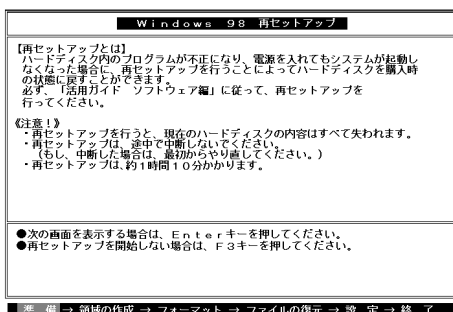 Ｗｉｎｄｏｗｓ　９８　再セットアップ
【再セットアップとは】
ハードディスク内のプログラムが不正になり、電源を入れてもシステムが起動し
なくなった場合に、再セットアップを行うことによってハードディスクを購入時
の状態に戻すことができます。
必ず、「活用ガイド　ソフトウェア編」に従って、再セットアップを
行ってください。
《注意！》
・再セットアップを行うと、現在のハードディスクの内容はすべて失われます。
・再セットアップは、途中で中断しないでください。
（もし、中断した場合は、最初からやり直してください。）
・再セットアップは、約１時間１０分かかります。
●次の画面を表示する場合は、Ｅｎｔｅｒキーを押してください。
●再セットアップを開始しない場合は、Ｆ３キーを押してください。
準　備 → 領域の作成 → フォーマット → ファイルの復元 → 設　定 → 終　了